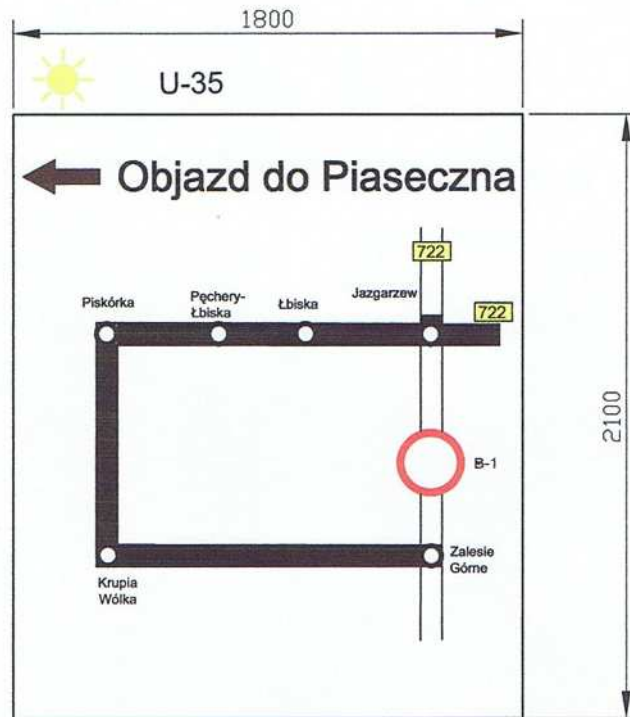 1800
U-35
Objazd do Piaseczna
722
Piskórka
Pęchery-
Łbiska
Łbiska
Jazgarzew
722
2100
B-1
Krupia
Wólka
Zalesie
Górne